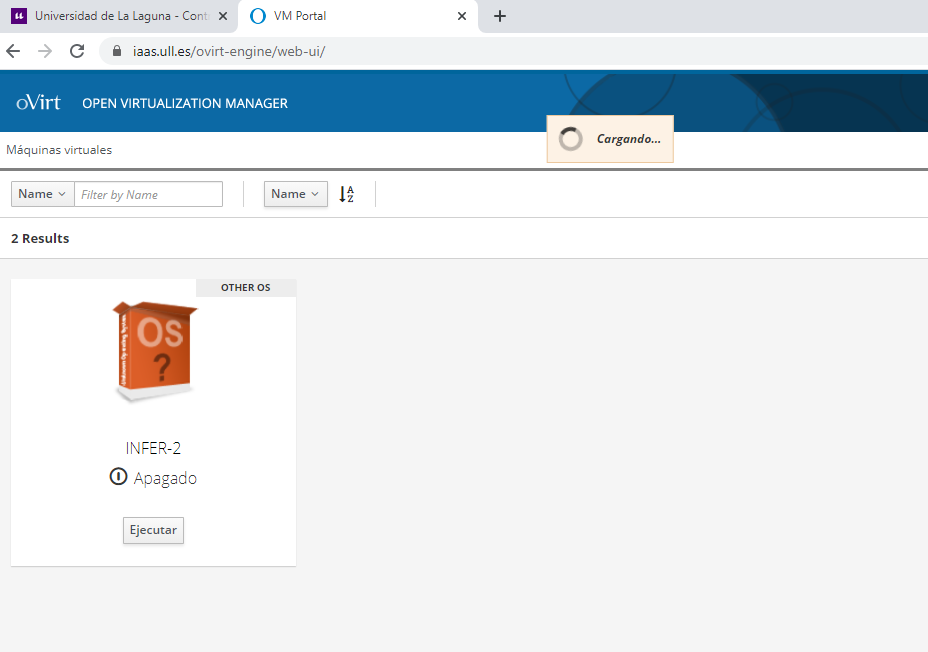 Universidad de La Laguna - Cont
VM Portal
iaas.ull.es/ovirt-engine/web-ui/
oVirt OPEN VIRTUALIZATION MANAGER
Cargando...
Máquinas virtuales
Name Filter by Name Name A Z
2 Results
OTHER OS
OS
?
INFER-2
Apagado
Ejecutar